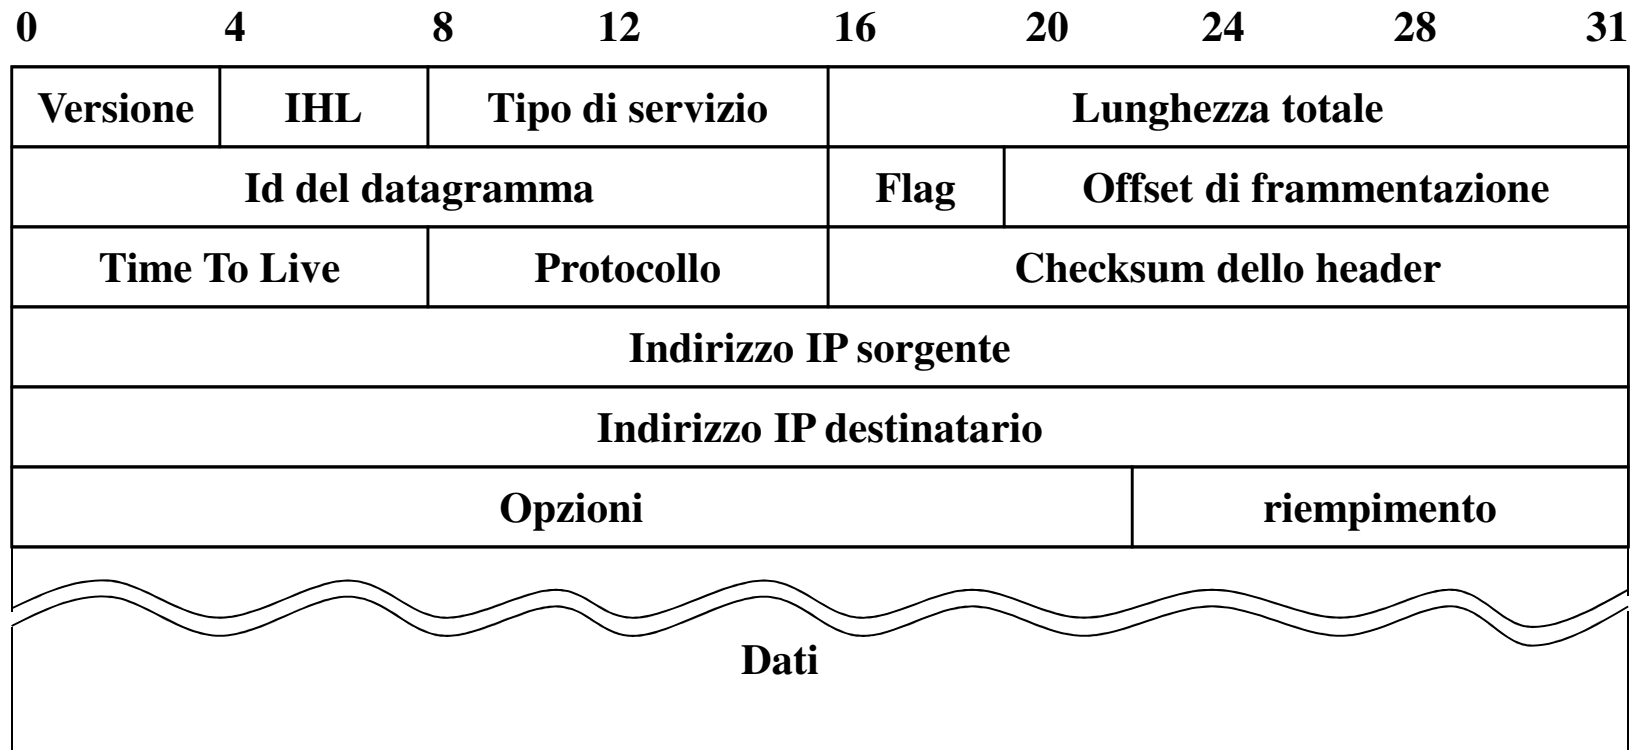 0 4 8 12 16 20 24 28 31
Versione IHL Tipo di servizio Lunghezza totale
Id del datagramma Flag Offset di frammentazione
Time To Live Protocollo Checksum dello header
Indirizzo IP sorgente
Indirizzo IP destinatario
Opzioni riempimento
Dati